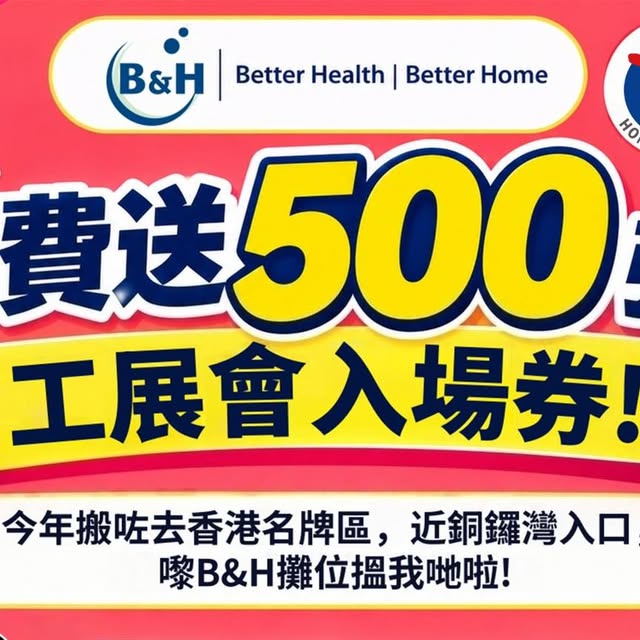 B&H
Better Health | Better Home
費送500
工展會入場券!
今年搬咗去香港名牌區，近銅鑼灣入口，
嚟B&H攤位搵我哋啦!